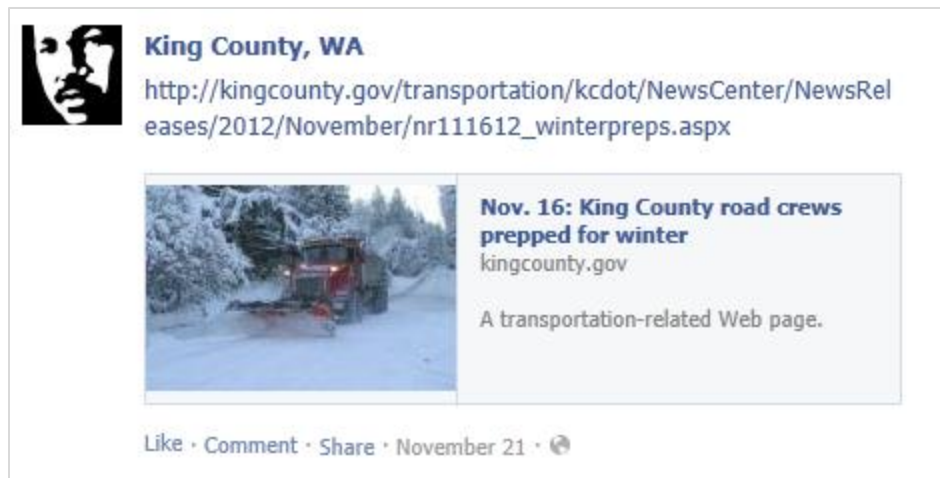 King County, WA
http://kingcounty.gov/transportation/kcdot/NewsCenter/NewsRel
eases/2012/November/nr111612_winterpreps.aspx
Nov. 16: King County road crews
prepped for winter
kingcounty.gov
A transportation-related Web page.
Like · Comment · Share · November 21 ·